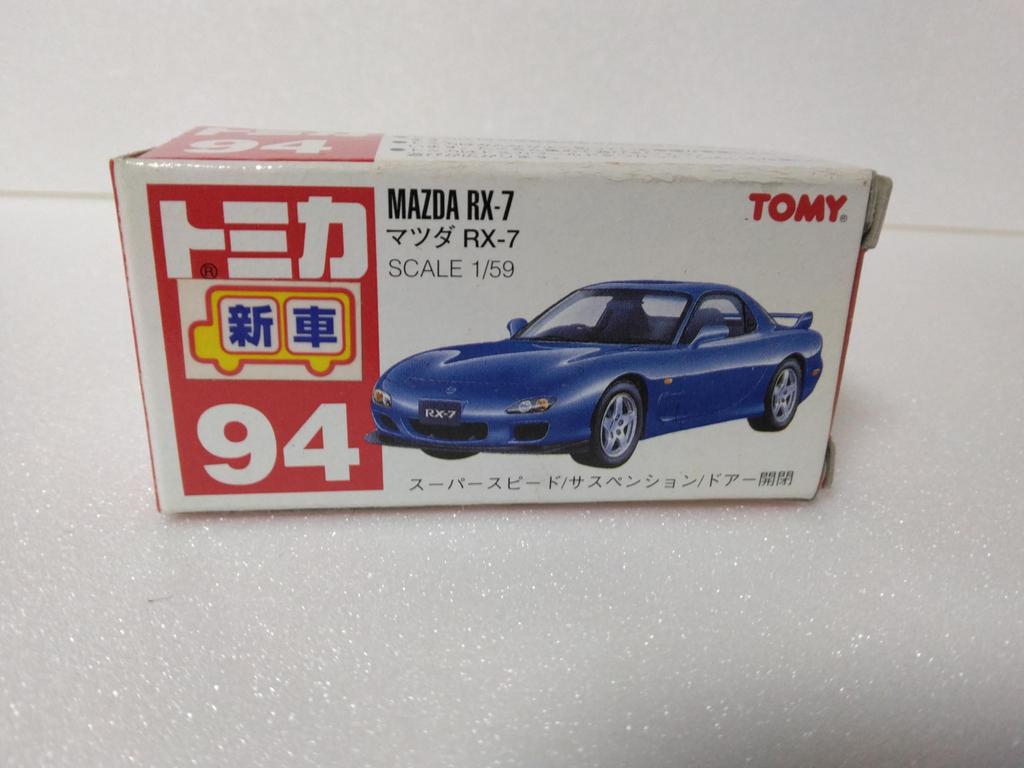 94
トミカ®
新車
94
MAZDA RX-7
マツダ RX-7
SCALE 1/59
TOMY®
RX-7
スーパースピード/サスペンション/ドアー開閉